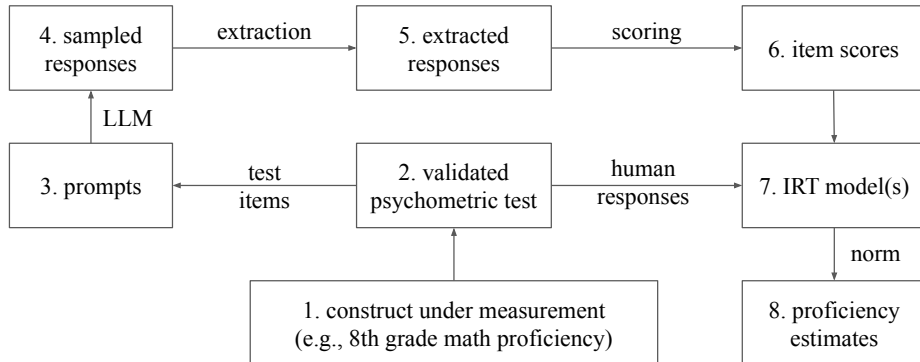 4. sampled
responses
extraction
5. extracted
responses
scoring
6. item scores
LLM
3. prompts
test
items
2. validated
psychometric test
human
responses
7. IRT model(s)
norm
1. construct under measurement
(e.g., 8th grade math proficiency)
8. proficiency
estimates